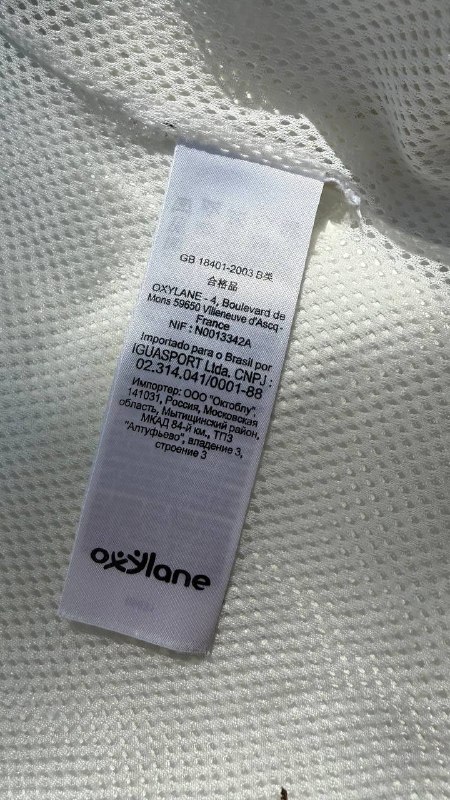 GB 18401-2003 B类
合格品
OXYLANE - 4, Boulevard de
Mons 59650 Villeneuve d'Ascq -
France
NIF : N0013342A
Importado para o Brasil por
IGUASPORT Ltda. CNPJ :
02.314.041/0001-88
Импортер: ООО "Октоблу",
141031, Россия, Московская
область, Мытищинский район,
МКАД 84-й км., ТПЗ
"Алтуфьево", владение 3,
строение 3
oxylane